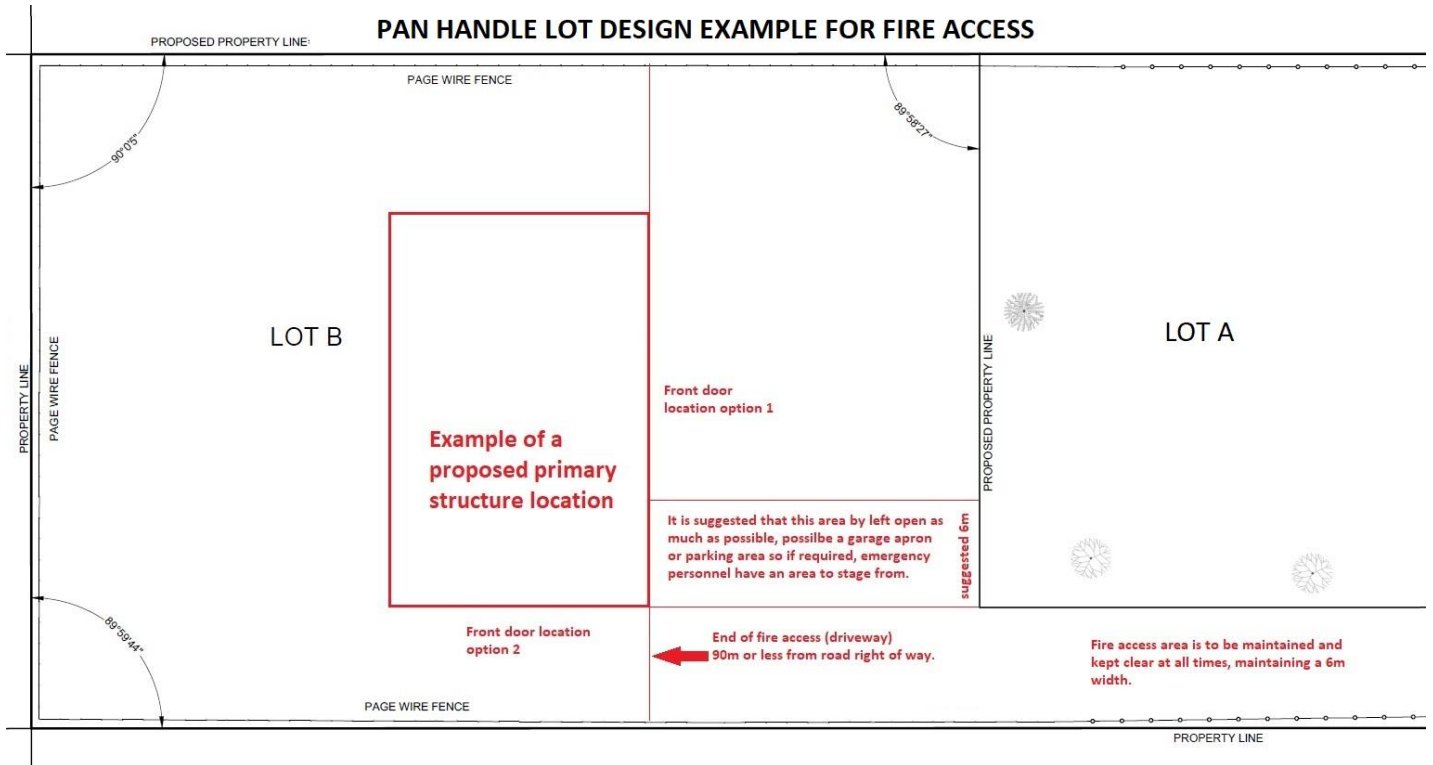 PAN HANDLE LOT DESIGN EXAMPLE FOR FIRE ACCESS
PROPOSED PROPERTY LINE:
PAGE WIRE FENCE
90°0'5"
89°58'27"
LOT B
LOT A
PROPERTY LINE
PAGE WIRE FENCE
PROPOSED PROPERTY LINE
Front door
location option 1
Example of a
proposed primary
structure location
It is suggested that this area by left open as
much as possible, possilbe a garage apron
or parking area so if required, emergency
personnel have an area to stage from.
suggested 6m
89°59'44"
Front door location
option 2
End of fire access (driveway)
90m or less from road right of way.
Fire access area is to be maintained and
kept clear at all times, maintaining a 6m
width.
PAGE WIRE FENCE
PROPERTY LINE